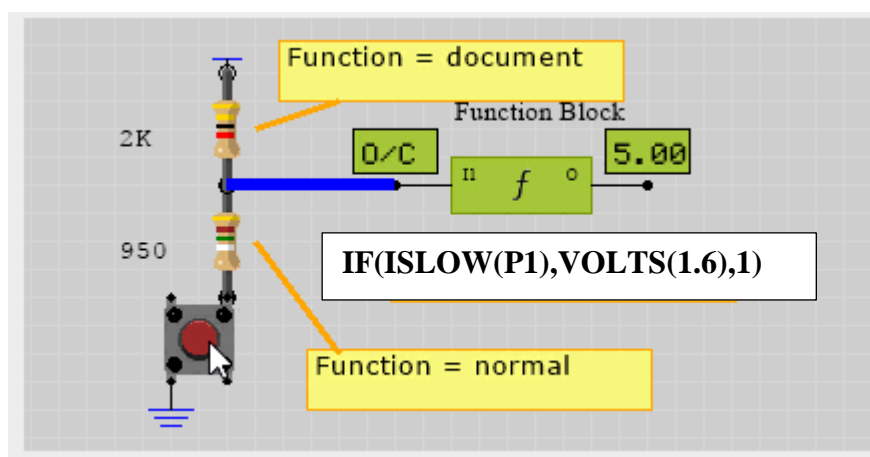 Function = document
Function Block
2K
O/C
5.00
n f o
950
IF(ISLOW(P1),VOLTS(1.6),1)
Function = normal